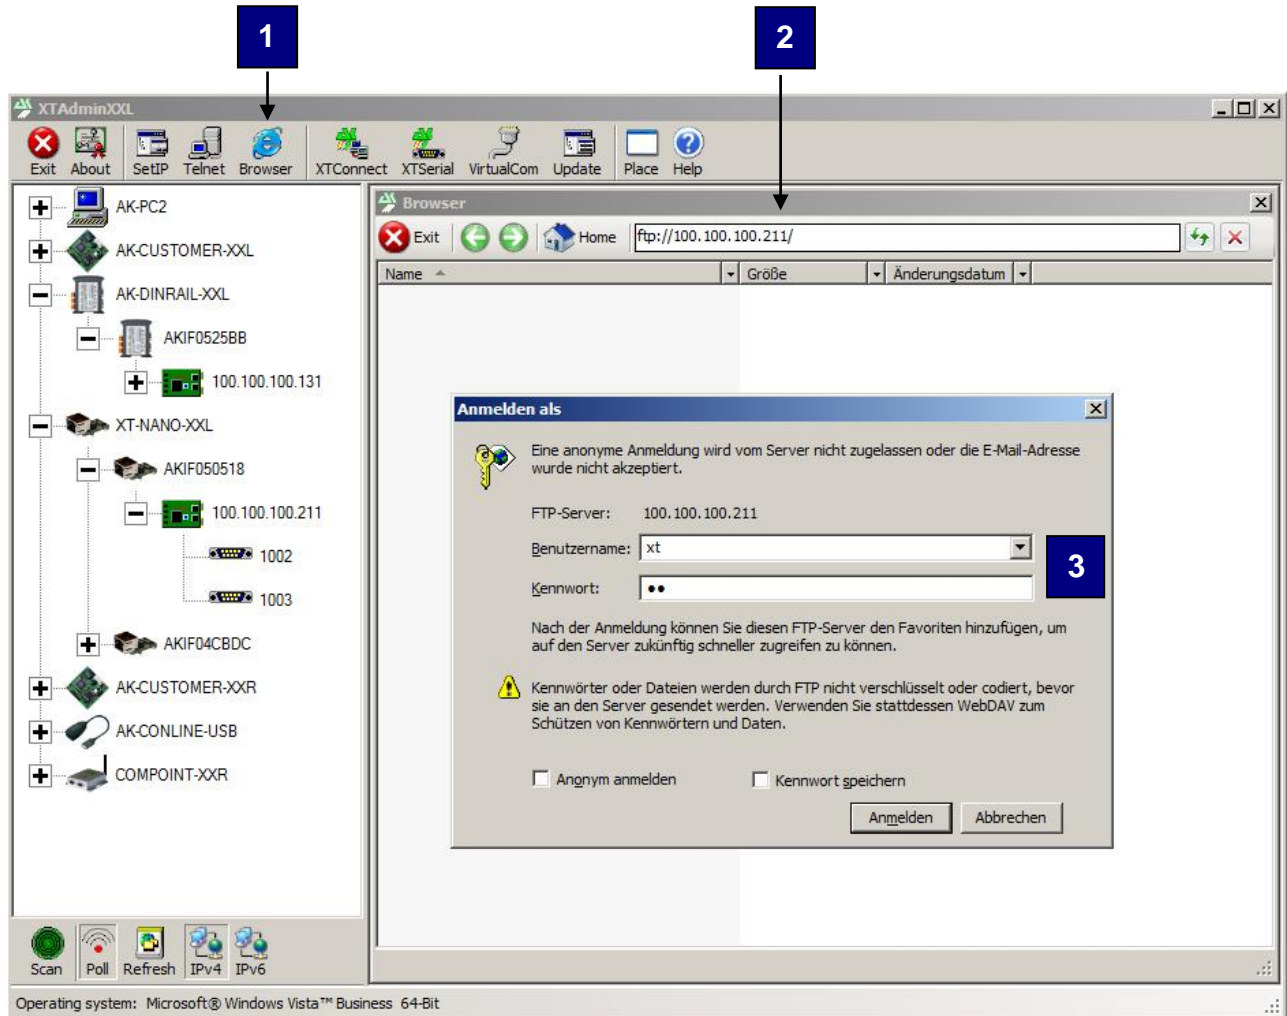 1
2
XTAdminXXL
Exit About SetIP Telnet Browser XTConnect XTSerial VirtualCom Update Place Help
AK-PC2
AK-CUSTOMER-XXL
AK-DINRAIL-XXL
AKIF0525BB
100.100.100.131
XT-NANO-XXL
AKIF050518
100.100.100.211
1002
1003
AKIF04CBDC
AK-CUSTOMER-XXR
AK-CONLINE-USB
COMPOINT-XXR
Scan Poll Refresh IPv4 IPv6
Browser
Exit Home ftp://100.100.100.211/
Name Größe Änderungsdatum
Anmelden als
Eine anonyme Anmeldung wird vom Server nicht zugelassen oder die E-Mail-Adresse
wurde nicht akzeptiert.
FTP-Server: 100.100.100.211
Benutzername: xt
3
Kennwort: ●●
Nach der Anmeldung können Sie diesen FTP-Server den Favoriten hinzufügen, um
auf den Server zukünftig schneller zugreifen zu können.
Kennwörter oder Dateien werden durch FTP nicht verschlüsselt oder codiert, bevor
sie an den Server gesendet werden. Verwenden Sie stattdessen WebDAV zum
Schützen von Kennwörtern und Daten.
Anonym anmelden Kennwort speichern
Anmelden Abbrechen
Operating system: Microsoft® Windows Vista™ Business 64-Bit